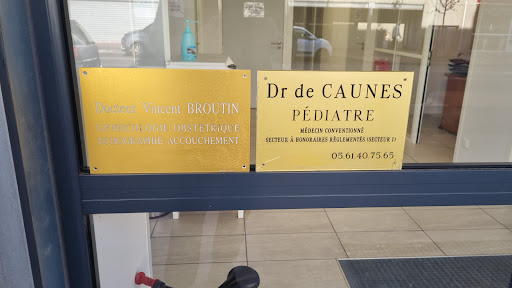 Docteur Vincent BROUTIN
GYNÉCOLOGIE OBSTÉTRIQUE
ÉCHOGRAPHIE ACCOUCHEMENT
Dr de CAUNES
PÉDIATRE
MÉDECIN CONVENTIONNÉ
SECTEUR À HONORAIRES RÈGLEMENTÉS (SECTEUR 1)
05.61.40.75.65